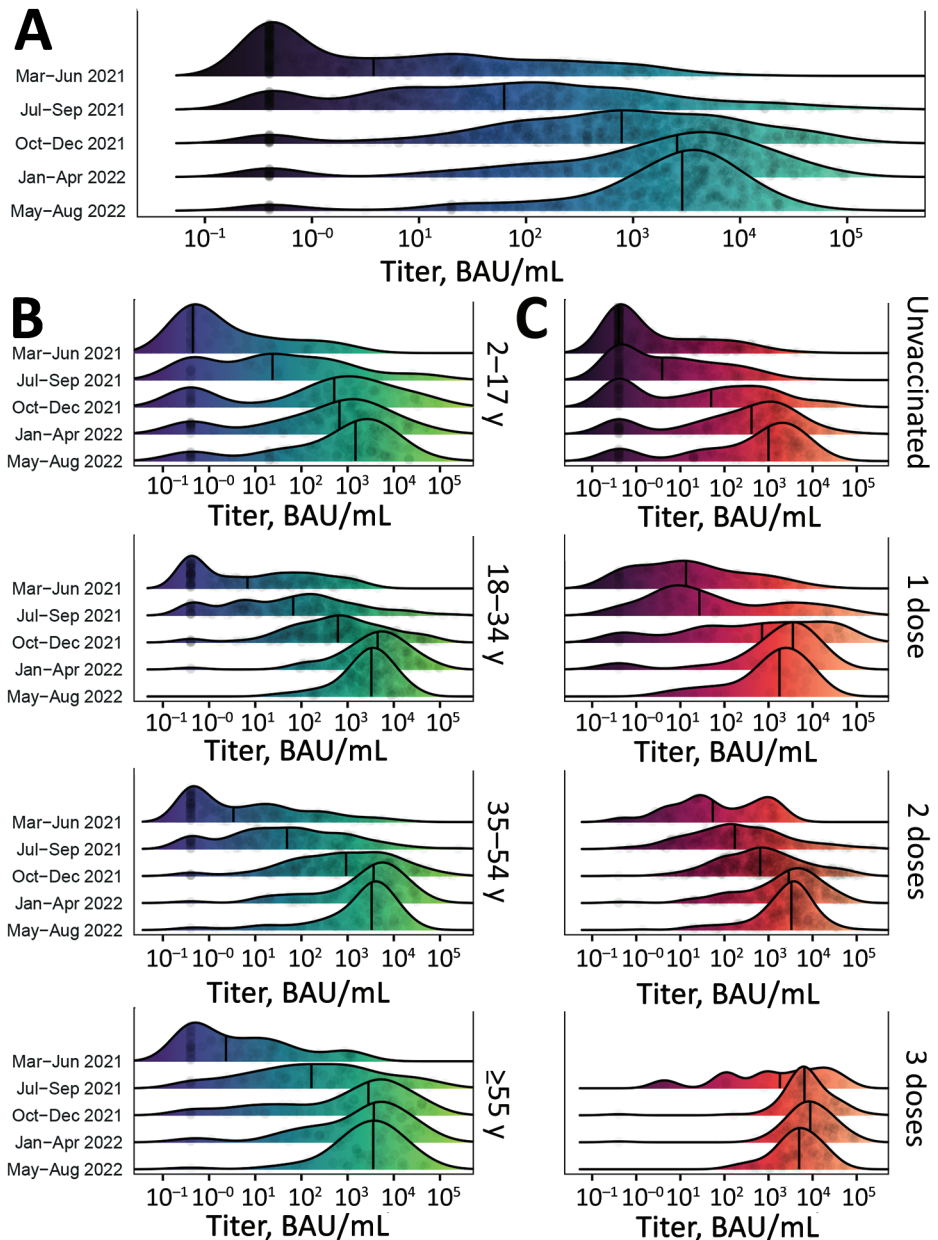 A
Mar–Jun 2021
Jul–Sep 2021
Oct–Dec 2021
Jan–Apr 2022
May–Aug 2022
10⁻¹ 10⁻⁰ 10¹ 10² 10³ 10⁴ 10⁵
Titer, BAU/mL
B
Mar–Jun 2021
Jul–Sep 2021
Oct–Dec 2021
Jan–Apr 2022
May–Aug 2022
10⁻¹ 10⁻⁰ 10¹ 10² 10³ 10⁴ 10⁵
Titer, BAU/mL
2–17 y
Mar–Jun 2021
Jul–Sep 2021
Oct–Dec 2021
Jan–Apr 2022
May–Aug 2022
10⁻¹ 10⁻⁰ 10¹ 10² 10³ 10⁴ 10⁵
Titer, BAU/mL
18–34 y
Mar–Jun 2021
Jul–Sep 2021
Oct–Dec 2021
Jan–Apr 2022
May–Aug 2022
10⁻¹ 10⁻⁰ 10¹ 10² 10³ 10⁴ 10⁵
Titer, BAU/mL
35–54 y
Mar–Jun 2021
Jul–Sep 2021
Oct–Dec 2021
Jan–Apr 2022
May–Aug 2022
10⁻¹ 10⁻⁰ 10¹ 10² 10³ 10⁴ 10⁵
Titer, BAU/mL
≥55 y
C
10⁻¹ 10⁻⁰ 10¹ 10² 10³ 10⁴ 10⁵
Titer, BAU/mL
Unvaccinated
10⁻¹ 10⁻⁰ 10¹ 10² 10³ 10⁴ 10⁵
Titer, BAU/mL
1 dose
10⁻¹ 10⁻⁰ 10¹ 10² 10³ 10⁴ 10⁵
Titer, BAU/mL
2 doses
10⁻¹ 10⁻⁰ 10¹ 10² 10³ 10⁴ 10⁵
Titer, BAU/mL
3 doses